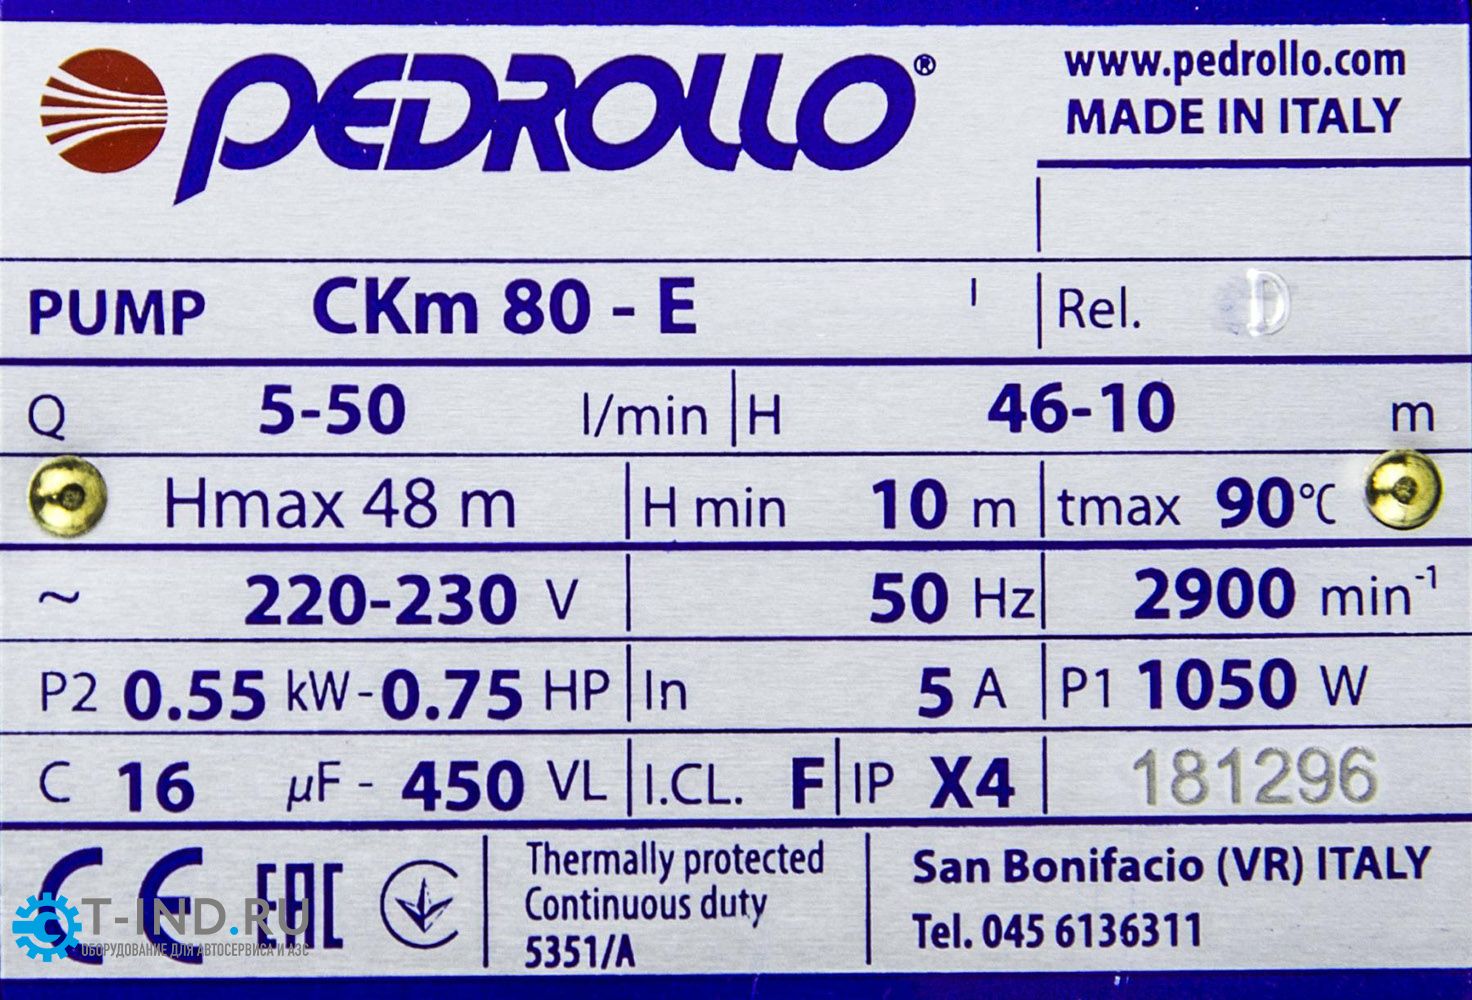 PEDROLLO®
www.pedrollo.com
MADE IN ITALY
PUMP CKm 80 - E Rel. D
Q 5-50 l/min H 46-10 m
Hmax 48 m H min 10 m tmax 90°C
~ 220-230 V 50 Hz 2900 min-1
P2 0.55 kW-0.75 HP In 5 A P1 1050 W
C 16 µF - 450 VL I.CL. F IP X4 181296
CE EAC
Thermally protected
Continuous duty
5351/A
San Bonifacio (VR) ITALY
Tel. 045 6136311
T-IND.RU
ОБОРУДОВАНИЕ ДЛЯ АВТОСЕРВИСА И АЗС